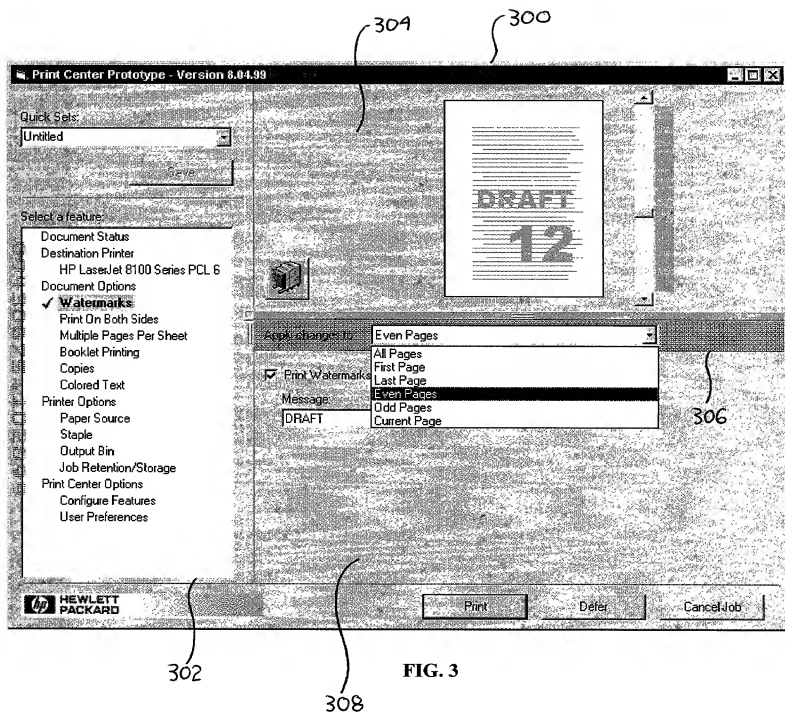 304
300
Print Center Prototype - Version 8.04.99
Quick Sets:
Untitled
Save
Select a feature:
Document Status
Destination Printer
HP LaserJet 8100 Series PCL 6
Document Options
✓ Watermarks
Print On Both Sides
Multiple Pages Per Sheet
Booklet Printing
Copies
Colored Text
Printer Options
Paper Source
Staple
Output Bin
Job Retention/Storage
Print Center Options
Configure Features
User Preferences
DRAFT
12
Apply changes to: Even Pages
All Pages
First Page
Last Page
Even Pages
Odd Pages
Current Page
Print Watermarks
Message:
DRAFT
306
hp HEWLETT
PACKARD
Print
Defer
Cancel Job
302
308
FIG. 3